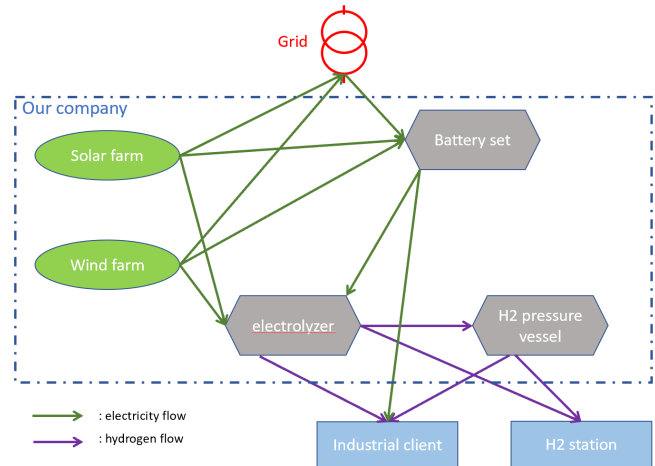 Grid
Our company
Solar farm
Battery set
Wind farm
electrolyzer
H2 pressure
vessel
: electricity flow
: hydrogen flow
Industrial client
H2 station